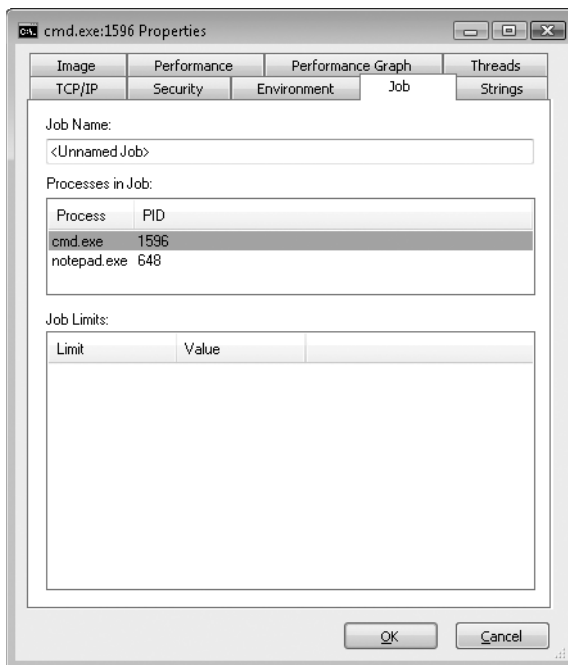 cmd.exe:1596 Properties
Image Performance Performance Graph Threads
TCP/IP Security Environment Job Strings
Job Name:
<Unnamed Job>
Processes in Job:
Process PID
cmd.exe 1596
notepad.exe 648
Job Limits:
Limit Value
OK Cancel